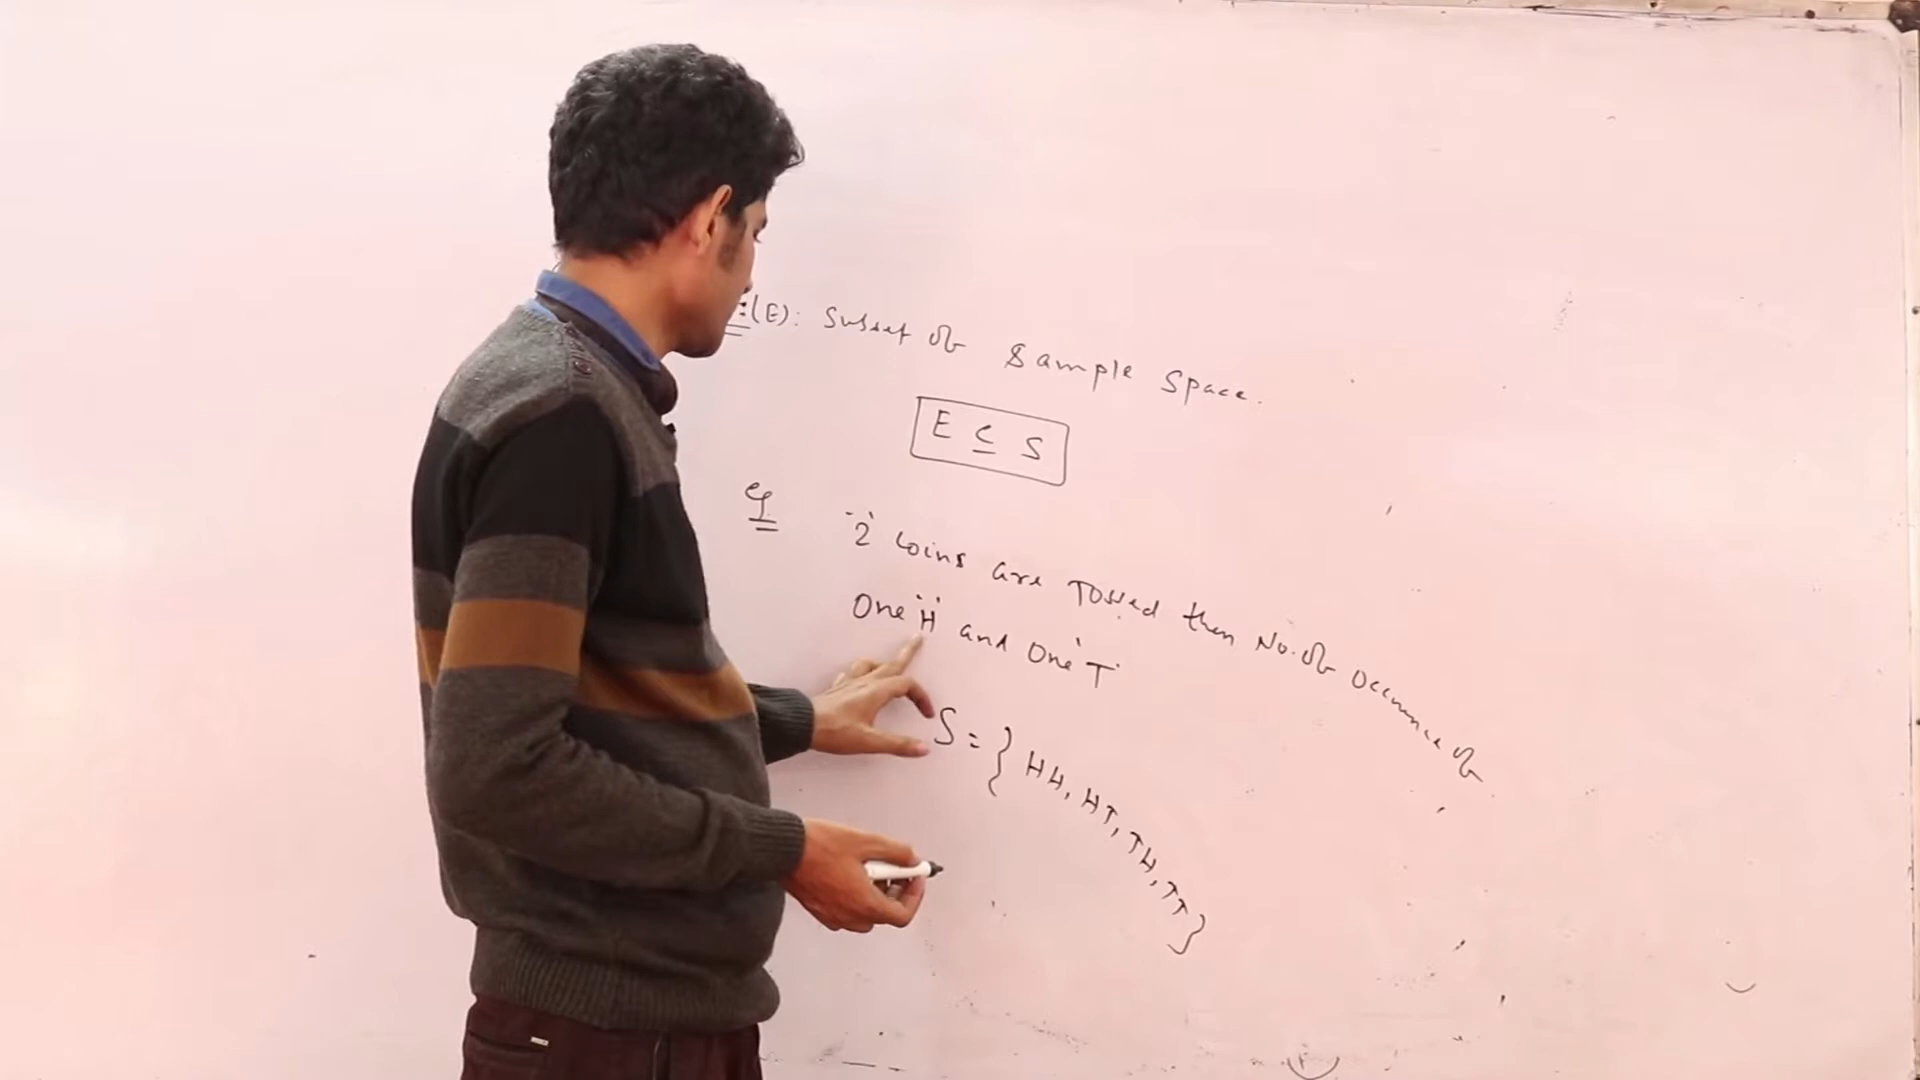 (E): Subset of Sample Space.
E ⊆ S
eg
"2" coins are Tossed then No. of occurence of
One "H" and One "T"
S = { HH, HT, TH, TT }